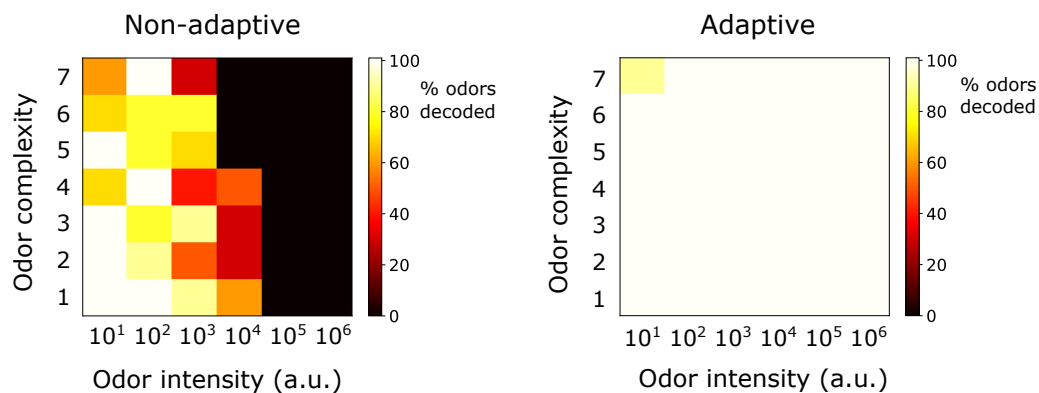 Non-adaptive
7
6
5
4
3
2
1
Odor complexity
10¹ 10² 10³ 10⁴ 10⁵ 10⁶
Odor intensity (a.u.)
100
80
60
40
20
0
% odors
decoded
Adaptive
7
6
5
4
3
2
1
Odor complexity
10¹ 10² 10³ 10⁴ 10⁵ 10⁶
Odor intensity (a.u.)
100
80
60
40
20
0
% odors
decoded